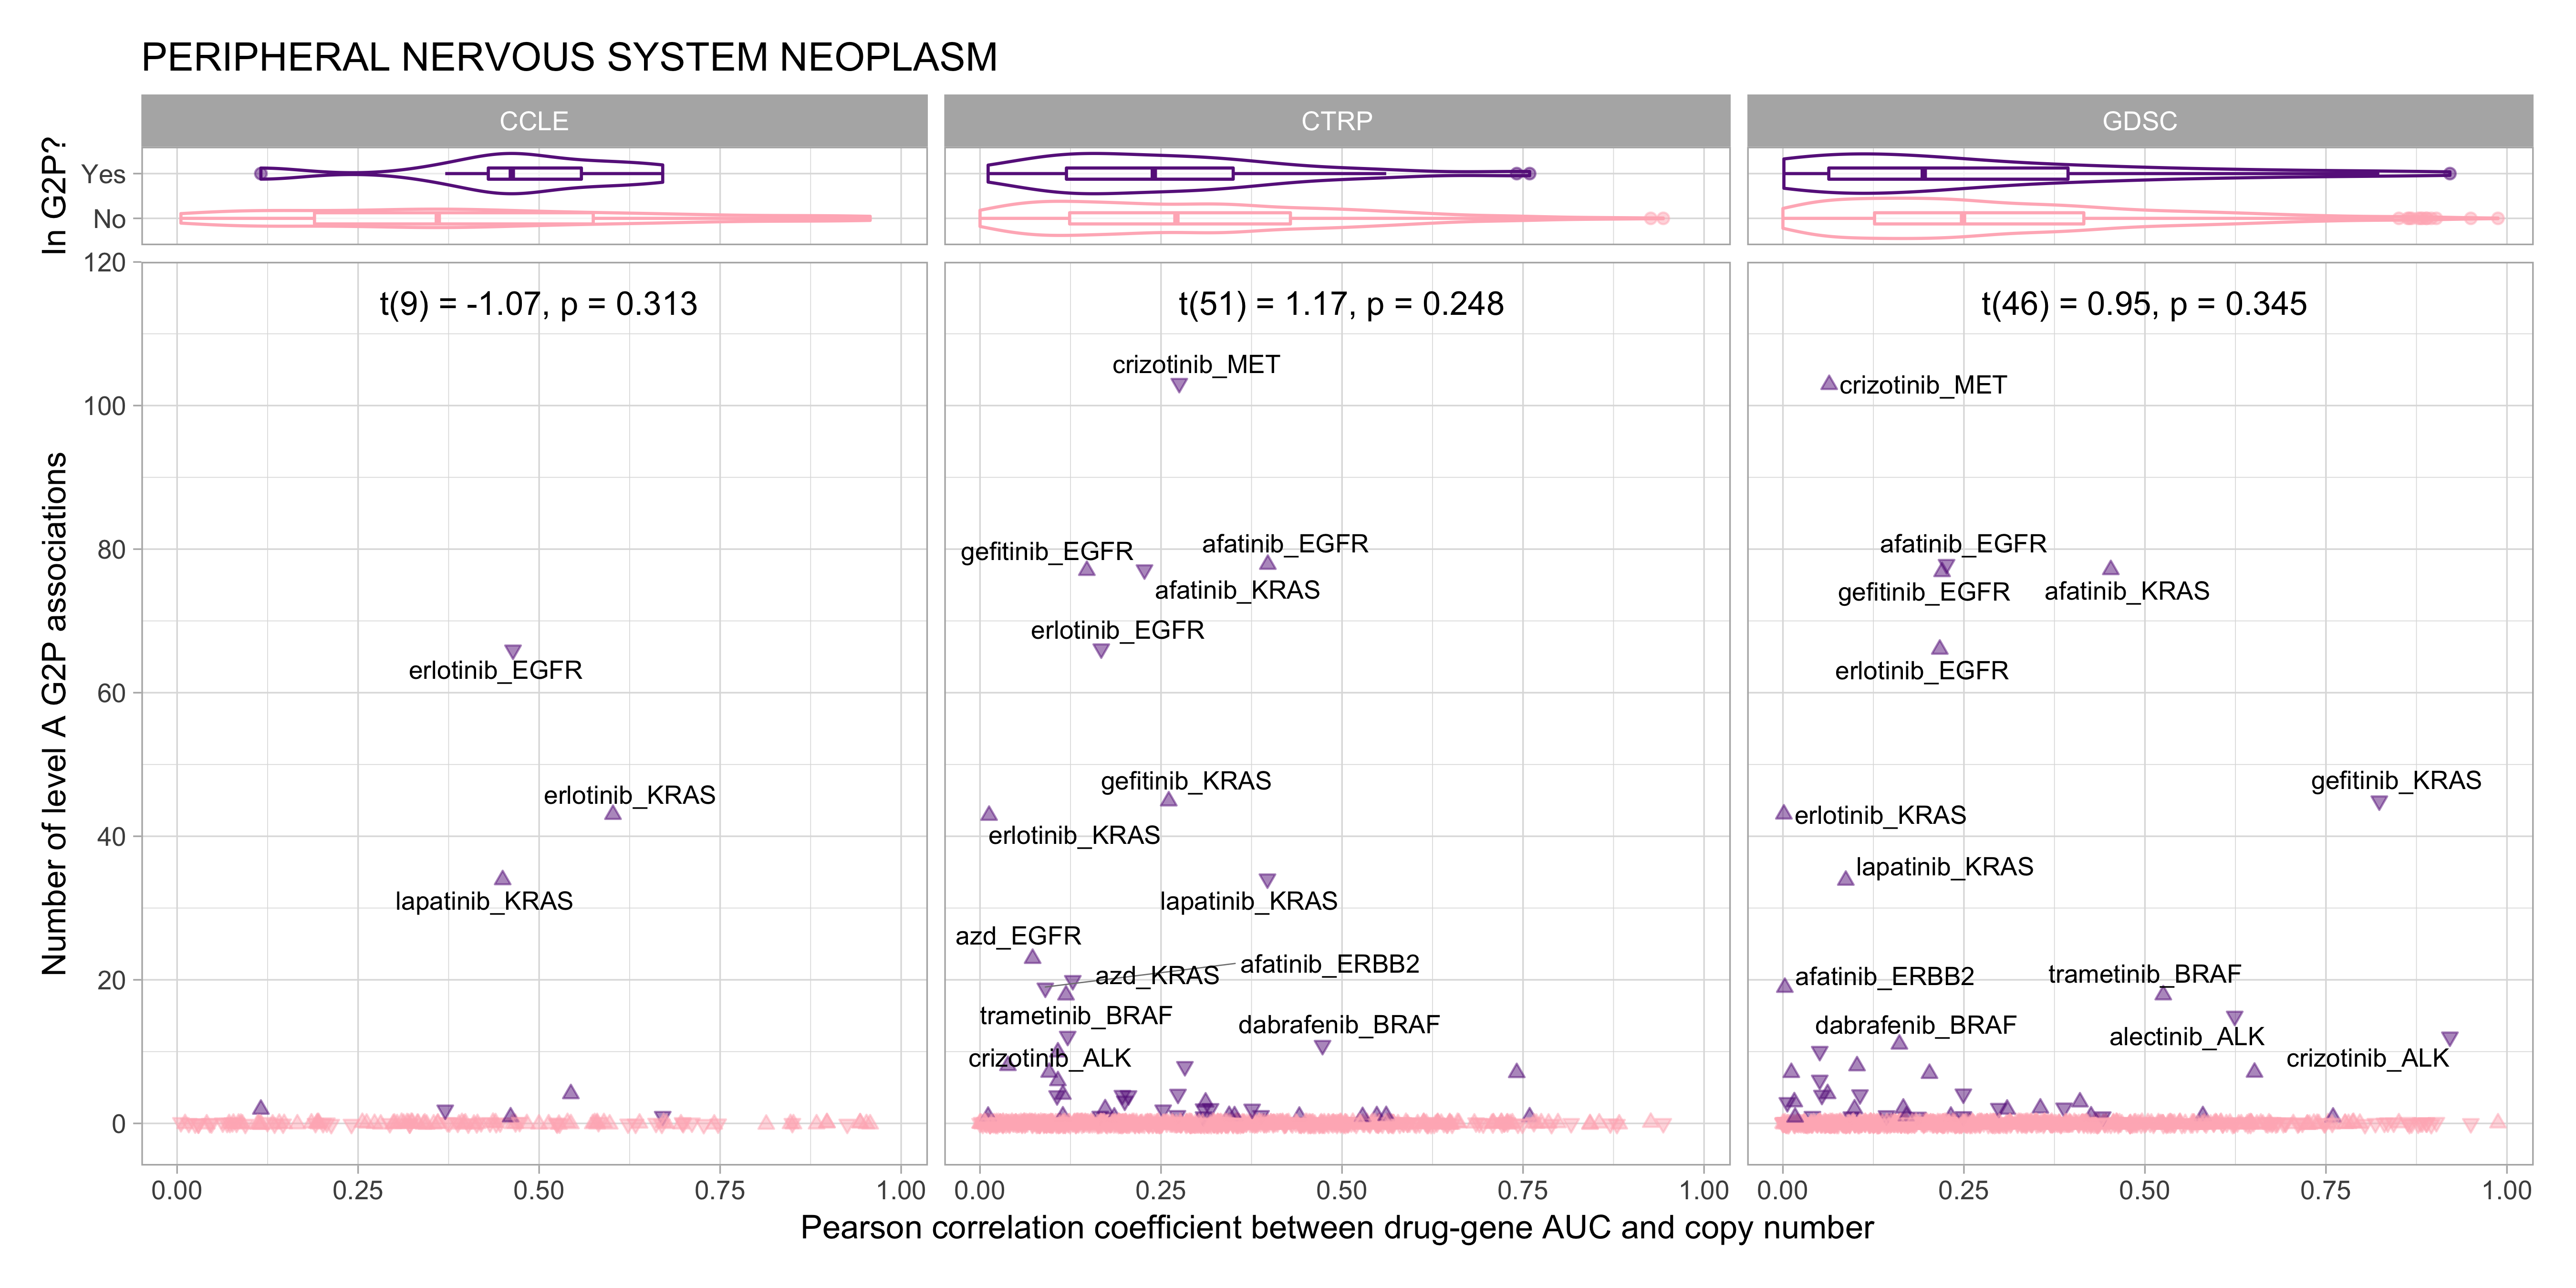 PERIPHERAL NERVOUS SYSTEM NEOPLASM
CCLE
CTRP
GDSC
In G2P?
Yes
No
Number of level A G2P associations
120
100
80
60
40
20
0
t(9) = -1.07, p = 0.313
erlotinib_EGFR
erlotinib_KRAS
lapatinib_KRAS
t(51) = 1.17, p = 0.248
crizotinib_MET
gefitinib_EGFR
afatinib_EGFR
afatinib_KRAS
erlotinib_EGFR
gefitinib_KRAS
erlotinib_KRAS
lapatinib_KRAS
azd_EGFR
afatinib_ERBB2
azd_KRAS
trametinib_BRAF
dabrafenib_BRAF
crizotinib_ALK
t(46) = 0.95, p = 0.345
crizotinib_MET
afatinib_EGFR
gefitinib_EGFR
afatinib_KRAS
erlotinib_EGFR
gefitinib_KRAS
erlotinib_KRAS
lapatinib_KRAS
afatinib_ERBB2
trametinib_BRAF
dabrafenib_BRAF
alectinib_ALK
crizotinib_ALK
0.00 0.25 0.50 0.75 1.00
0.00 0.25 0.50 0.75 1.00
0.00 0.25 0.50 0.75 1.00
Pearson correlation coefficient between drug-gene AUC and copy number